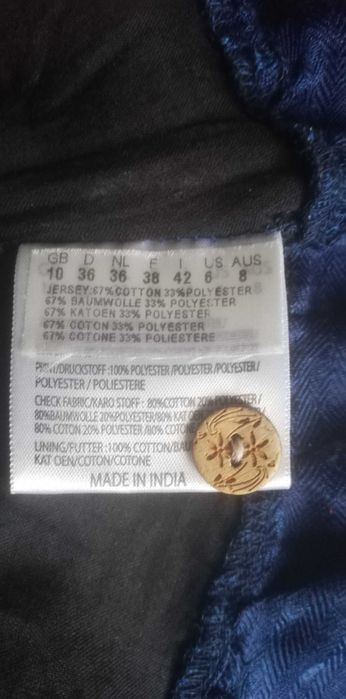 GB D NL F I US AUS
10 36 36 38 42 6 8
JERSEY:67%COTTON 33%POLYESTER
67% BAUMWOLLE 33% POLYESTER
67% KATOEN 33% POLYESTER
67% COTON 33% POLYESTER
67% COTONE 33% POLIESTERE
PRINT/DRUCKSTOFF :100% POLYESTER /POLYESTER /POLYESTER /
POLYESTER / POLIESTERE
CHECK FABRIC/KARO STOFF : 80%COTTON 20%
80%BAUMWOLLE 20%POLYESTER/80% KAT OEN
80% COTON 20% POLYESTER /80% COTONE
LINING/FUTTER :100% COTTON/
KAT OEN/COTON/COTONE
MADE IN INDIA